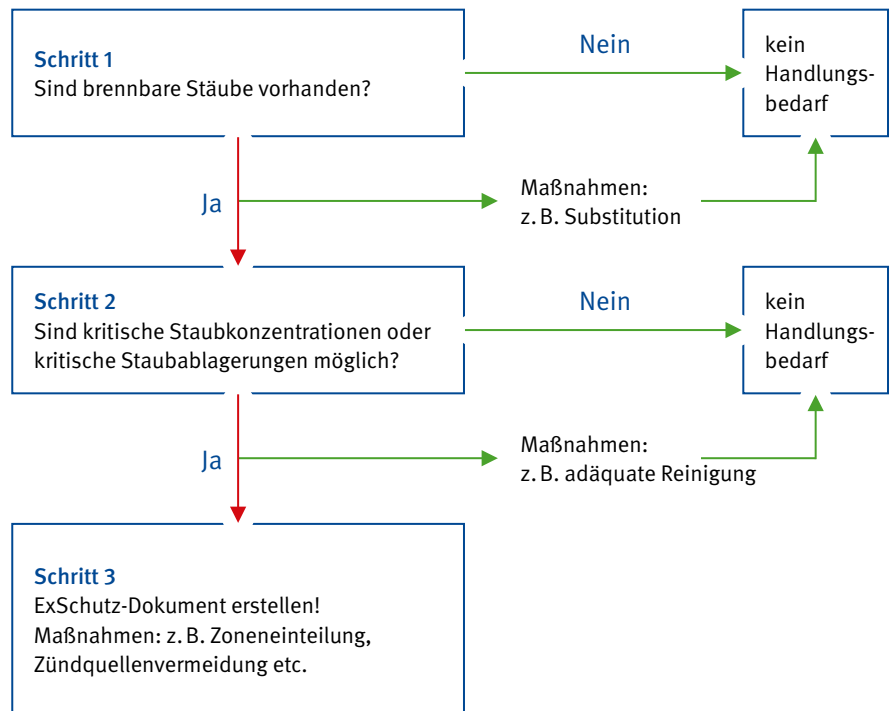 Schritt 1
Sind brennbare Stäube vorhanden?
Nein
kein
Handlungs-
bedarf
Ja
Maßnahmen:
z. B. Substitution
Schritt 2
Sind kritische Staubkonzentrationen oder
kritische Staubablagerungen möglich?
Nein
kein
Handlungs-
bedarf
Ja
Maßnahmen:
z. B. adäquate Reinigung
Schritt 3
ExSchutz-Dokument erstellen!
Maßnahmen: z. B. Zoneneinteilung,
Zündquellenvermeidung etc.